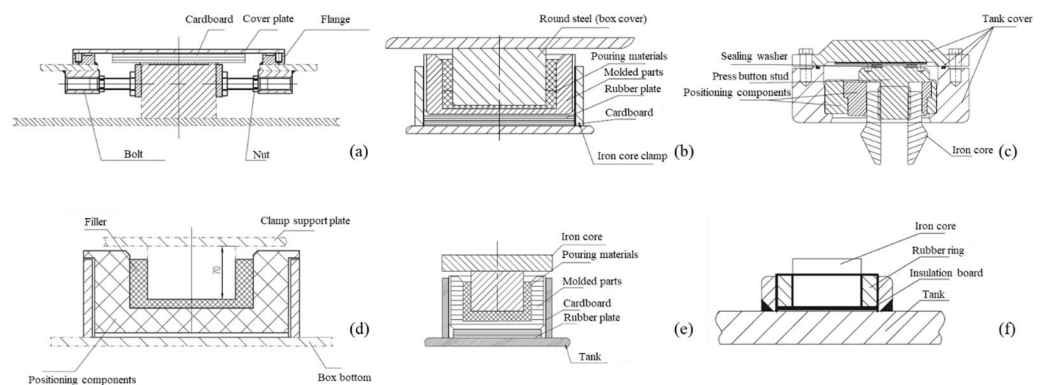 Cardboard
Cover plate
Flange
Bolt
Nut
(a)
Round steel (box cover)
Pouring materials
Molded parts
Rubber plate
Cardboard
Iron core clamp
(b)
Tank cover
Sealing washer
Press button stud
Positioning components
Iron core
(c)
Filler
Clamp support plate
70
Positioning components
Box bottom
(d)
Iron core
Pouring materials
Molded parts
Cardboard
Rubber plate
Tank
(e)
Iron core
Rubber ring
Insulation board
Tank
(f)